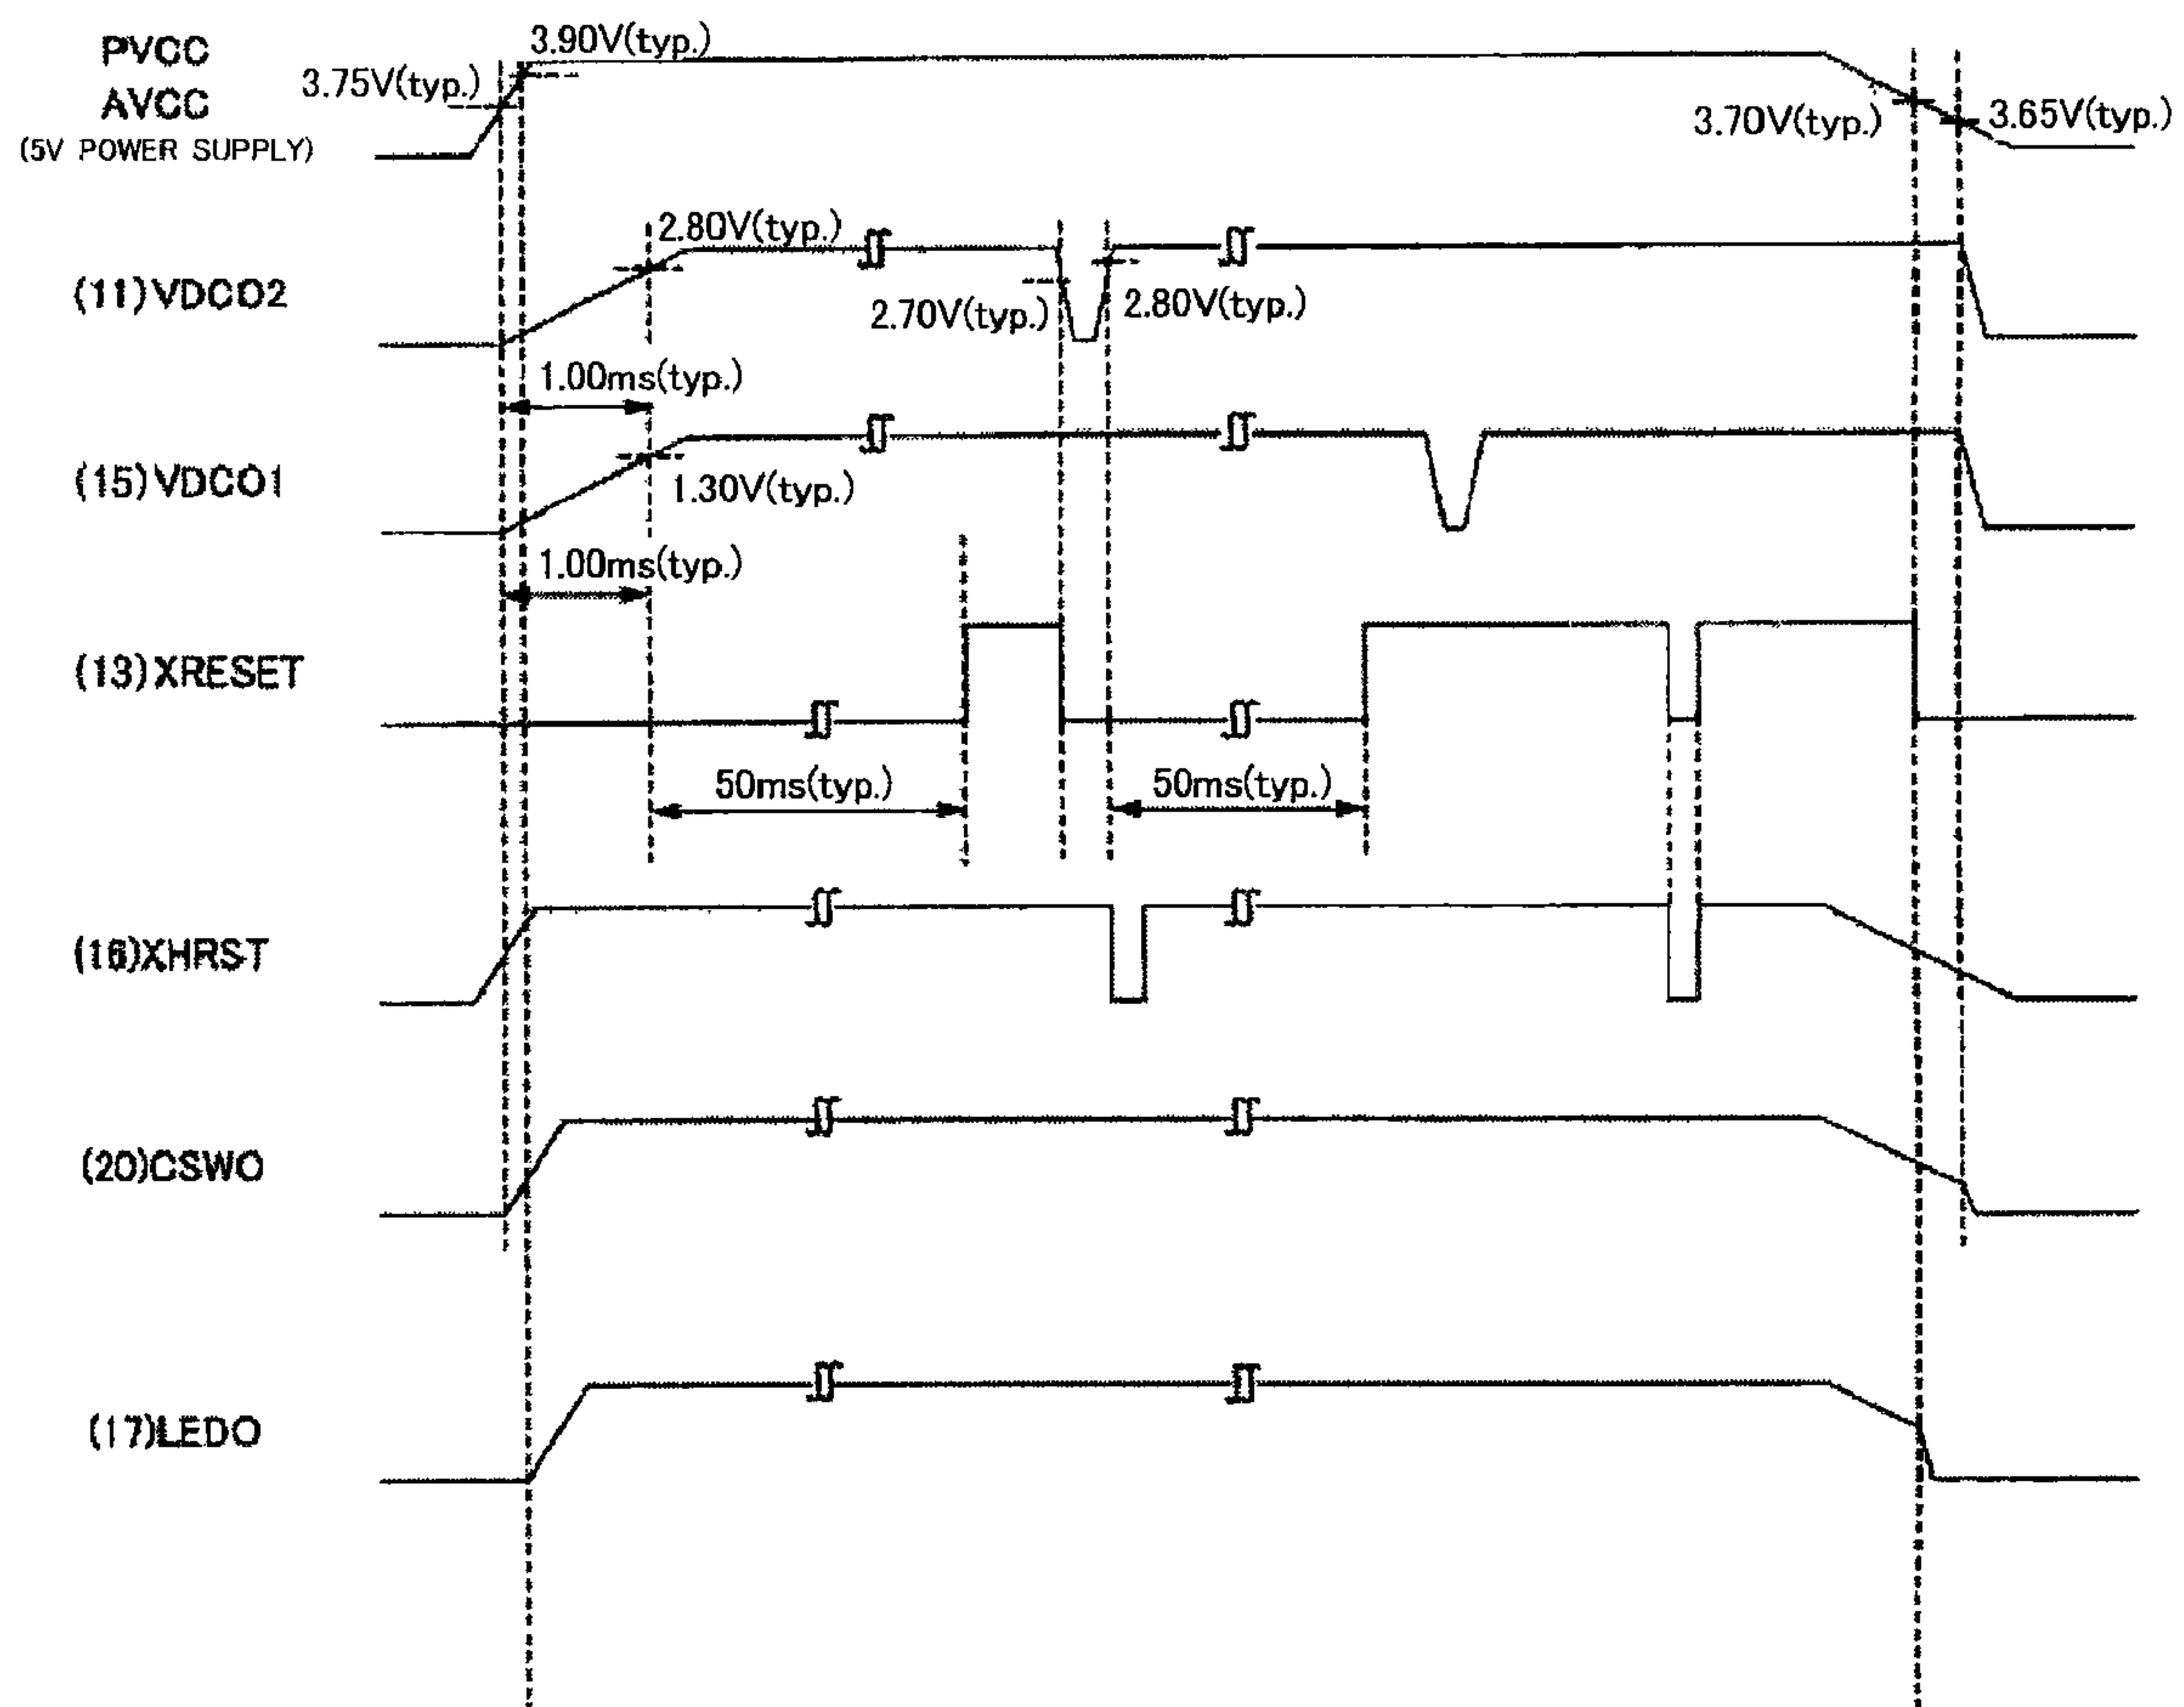 PVCC
AVCC
(5V POWER SUPPLY)
3.75V(typ.)
3.90V(typ.)
3.70V(typ.)
3.65V(typ.)
(11)VDCO2
2.80V(typ.)
2.70V(typ.)
2.80V(typ.)
1.00ms(typ.)
(15)VDCO1
1.30V(typ.)
1.00ms(typ.)
(13)XRESET
50ms(typ.)
50ms(typ.)
(16)XHRST
(20)CSWO
(17)LEDO